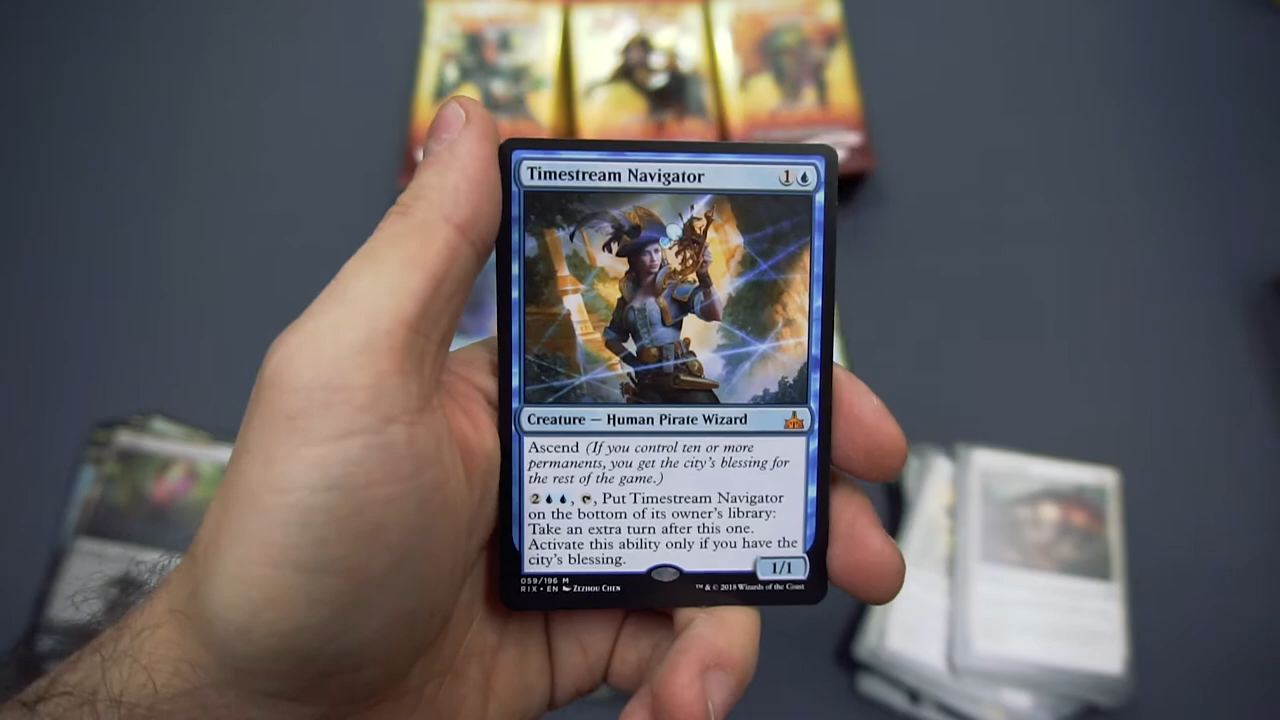 Timestream Navigator 1
Creature — Human Pirate Wizard
Ascend (If you control ten or more
permanents, you get the city's blessing for
the rest of the game.)
2, Put Timestream Navigator
on the bottom of its owner's library:
Take an extra turn after this one.
Activate this ability only if you have the
city's blessing.
1/1
059/196 M
RIX • EN Zezhou Chen
™ & © 2018 Wizards of the Coast